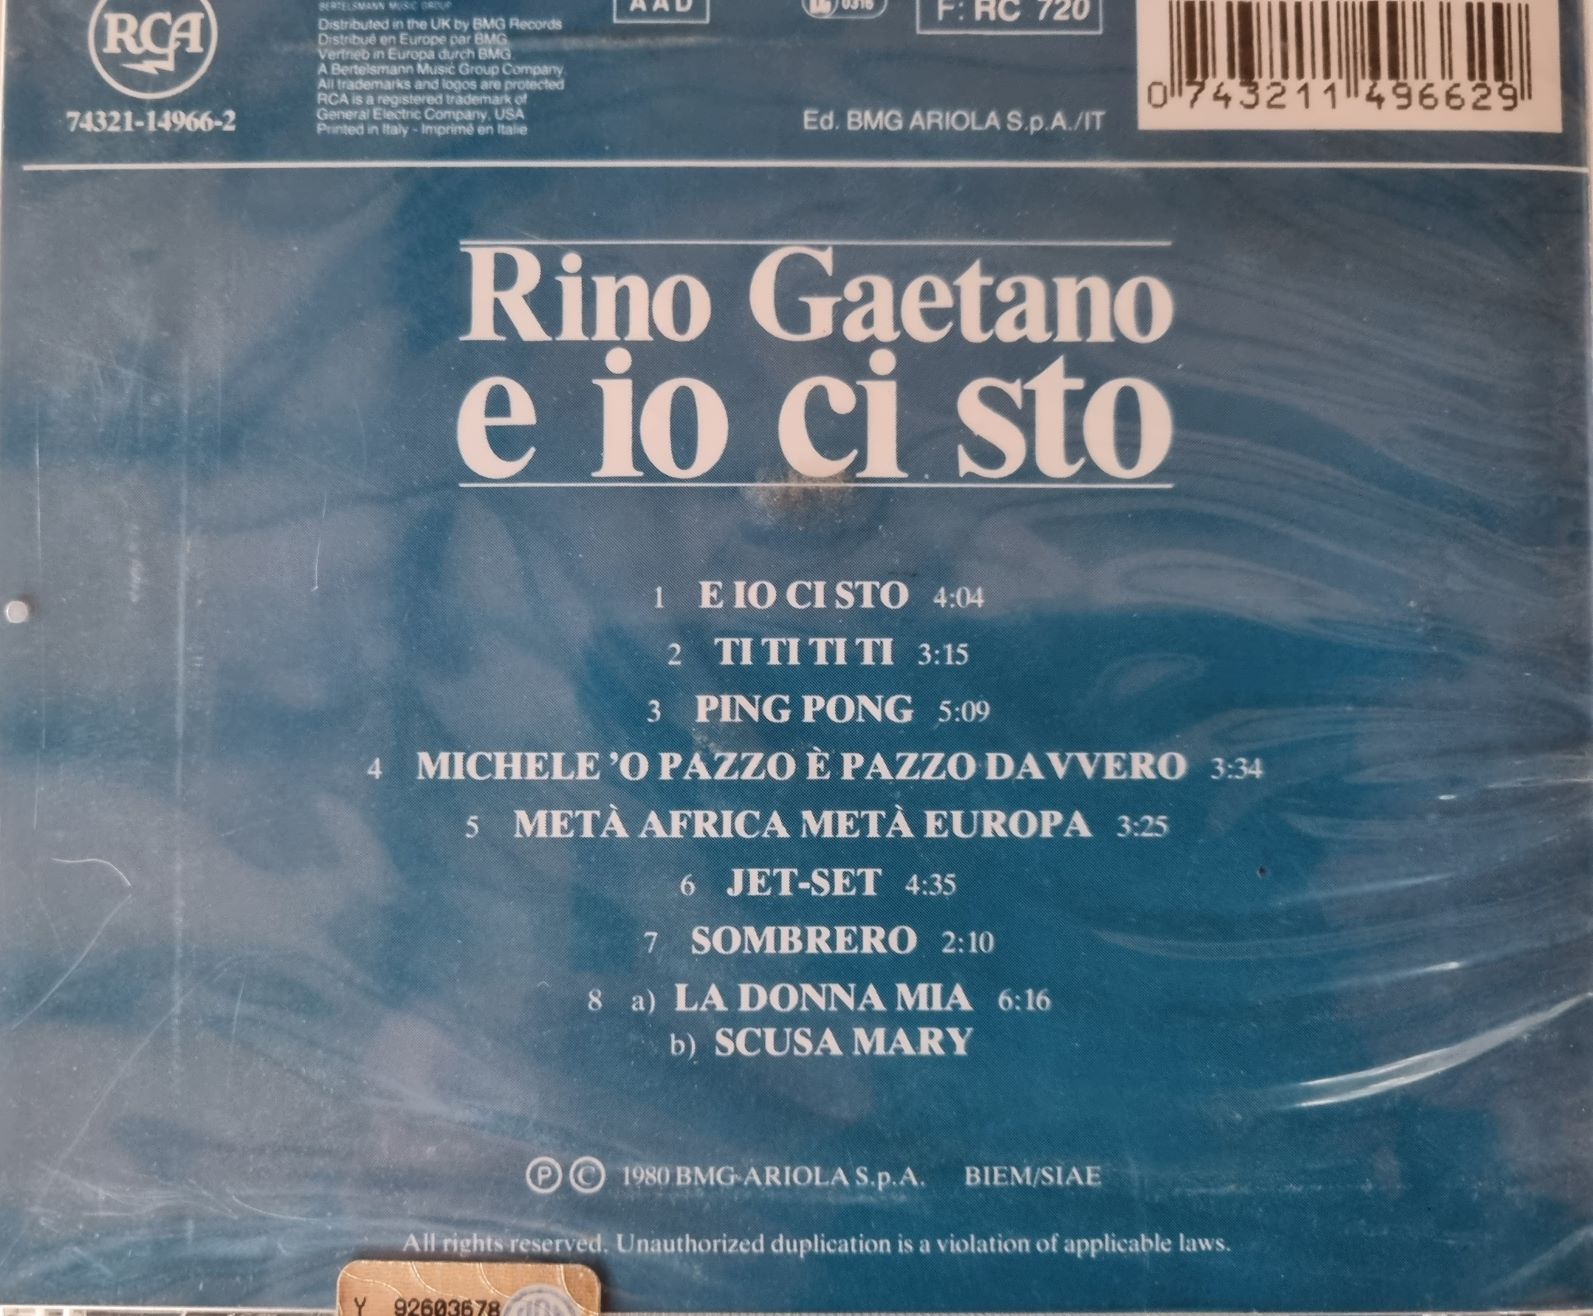 RCA
74321-14966-2
BERTELSMANN MUSIC GROUP
Distributed in the UK by BMG Records
Distribué en Europe par BMG
Vertrieb in Europa durch BMG
A Bertelsmann Music Group Company
All trademarks and logos are protected
RCA is a registered trademark of
General Electric Company, USA
Printed in Italy - Imprimé en Italie
AAD
0316
F: RC 720
Ed. BMG ARIOLA S.p.A./IT
0 743211 496629
Rino Gaetano
e io ci sto
1 E IO CI STO 4:04
2 TI TI TI TI 3:15
3 PING PONG 5:09
4 MICHELE 'O PAZZO È PAZZO DAVVERO 3:34
5 METÀ AFRICA METÀ EUROPA 3:25
6 JET-SET 4:35
7 SOMBRERO 2:10
8 a) LA DONNA MIA 6:16
b) SCUSA MARY
Ⓟ © 1980 BMG-ARIOLA S.p.A. BIEM/SIAE
All rights reserved. Unauthorized duplication is a violation of applicable laws.
Y 92603678